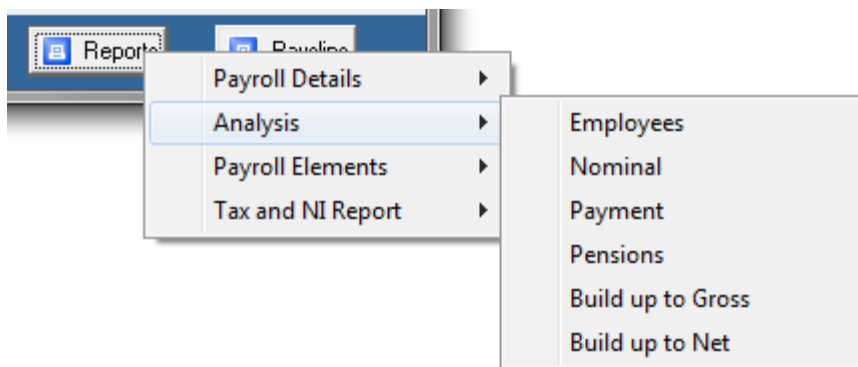 Reports
Payroll Details
Analysis
Payroll Elements
Tax and NI Report
Employees
Nominal
Payment
Pensions
Build up to Gross
Build up to Net